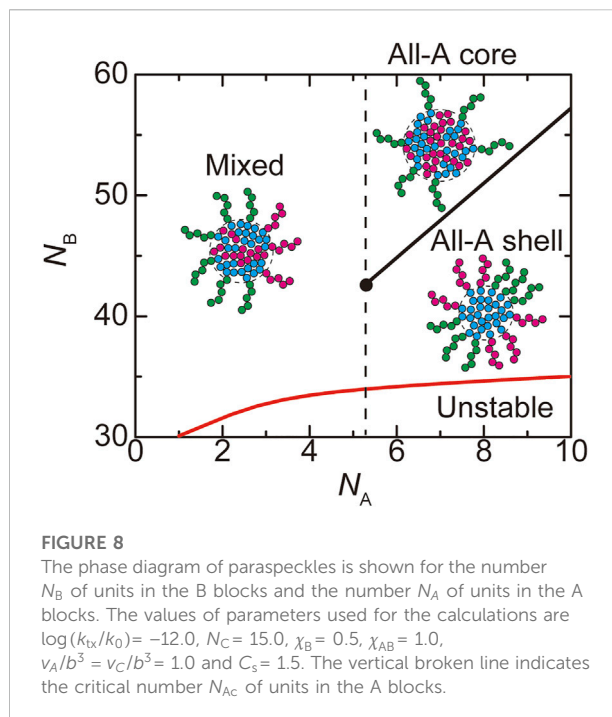 All-A core
60
Mixed
50
N_B
All-A shell
40
Unstable
30
0 2 4 6 8 10
N_A
FIGURE 8
The phase diagram of paraspeckles is shown for the number
N_B of units in the B blocks and the number N_A of units in the A
blocks. The values of parameters used for the calculations are
log(k_tx/k_0)= −12.0, N_C= 15.0, χ_B = 0.5, χ_AB = 1.0,
v_A/b³ = v_C/b³ = 1.0 and C_s = 1.5. The vertical broken line indicates
the critical number N_Ac of units in the A blocks.